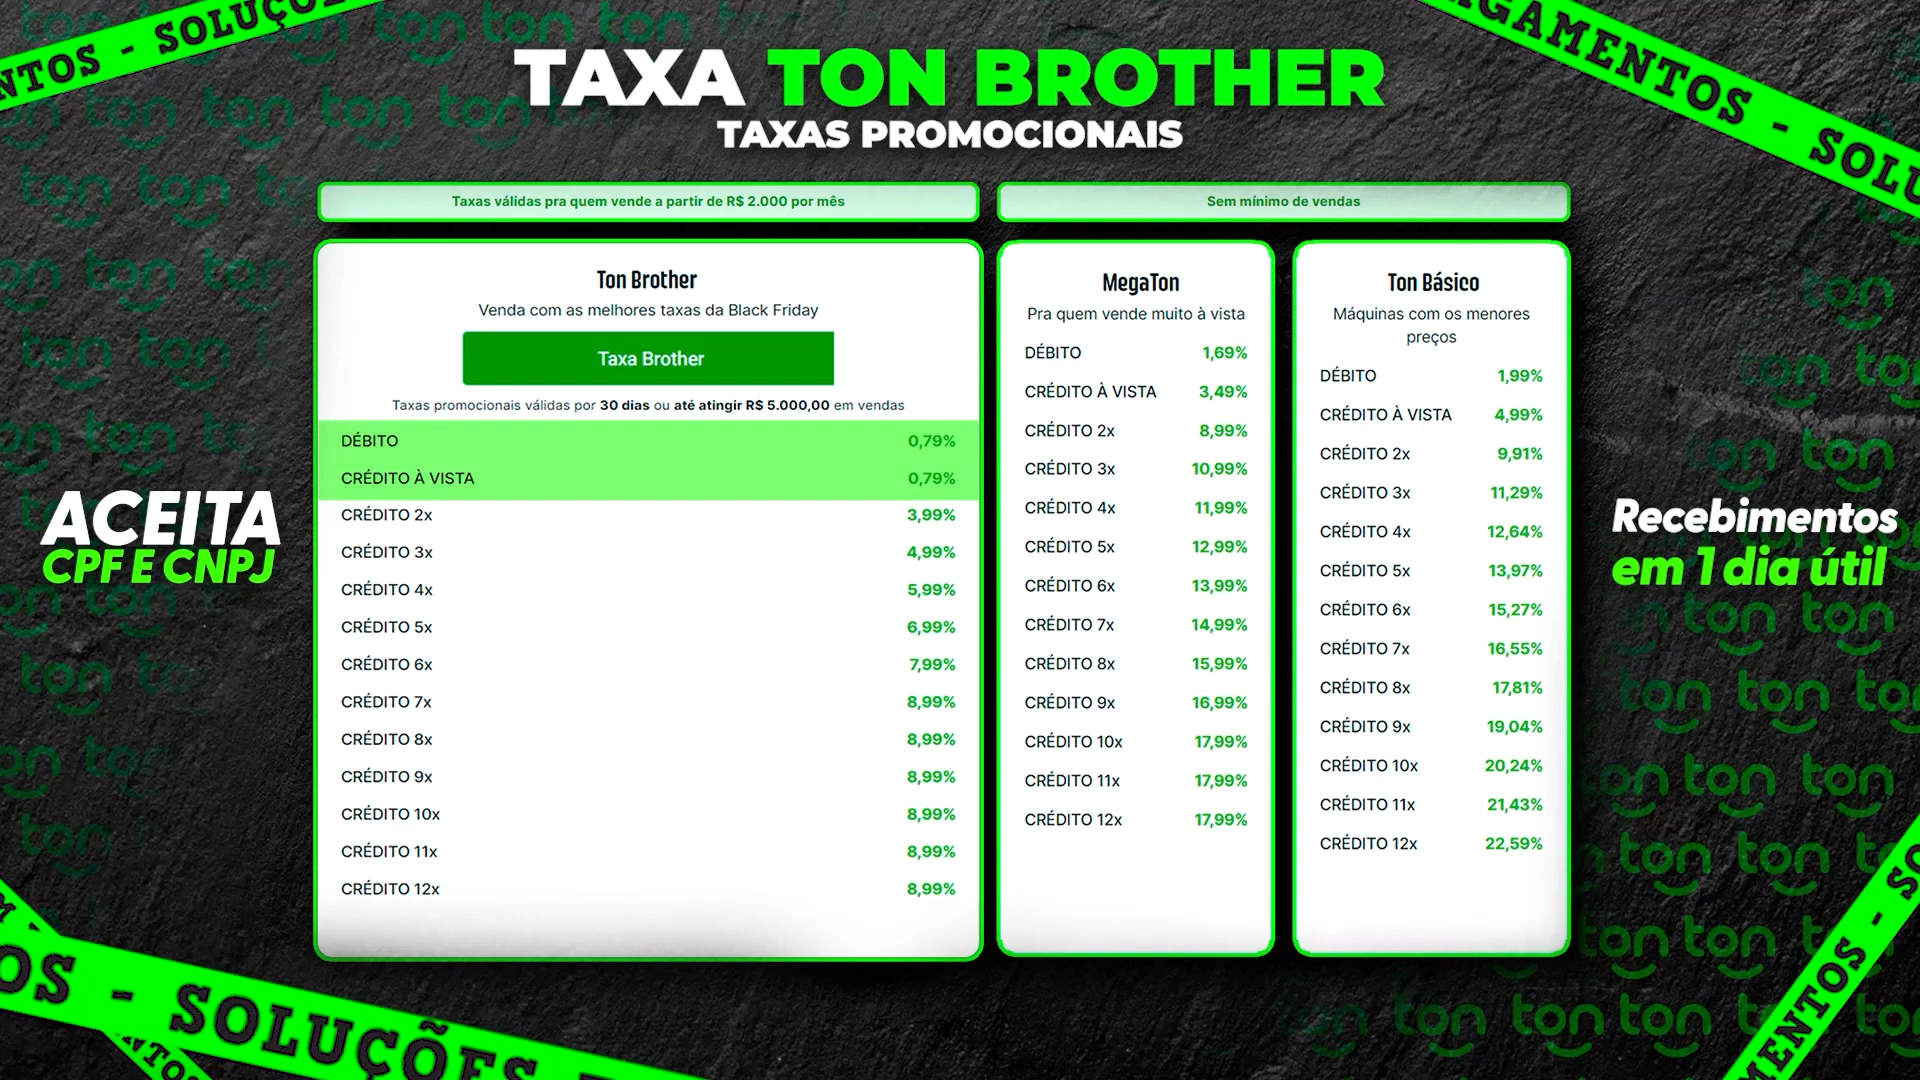 NTOS - SOLUÇÕ
TAXA TON BROTHER
TAXAS PROMOCIONAIS
GAMENTOS - SOLU
Taxas válidas pra quem vende a partir de R$ 2.000 por mês
Sem mínimo de vendas
Ton Brother
Venda com as melhores taxas da Black Friday
Taxa Brother
Taxas promocionais válidas por 30 dias ou até atingir R$ 5.000,00 em vendas
DÉBITO 0,79%
CRÉDITO À VISTA 0,79%
CRÉDITO 2x 3,99%
CRÉDITO 3x 4,99%
CRÉDITO 4x 5,99%
CRÉDITO 5x 6,99%
CRÉDITO 6x 7,99%
CRÉDITO 7x 8,99%
CRÉDITO 8x 8,99%
CRÉDITO 9x 8,99%
CRÉDITO 10x 8,99%
CRÉDITO 11x 8,99%
CRÉDITO 12x 8,99%
MegaTon
Pra quem vende muito à vista
DÉBITO 1,69%
CRÉDITO À VISTA 3,49%
CRÉDITO 2x 8,99%
CRÉDITO 3x 10,99%
CRÉDITO 4x 11,99%
CRÉDITO 5x 12,99%
CRÉDITO 6x 13,99%
CRÉDITO 7x 14,99%
CRÉDITO 8x 15,99%
CRÉDITO 9x 16,99%
CRÉDITO 10x 17,99%
CRÉDITO 11x 17,99%
CRÉDITO 12x 17,99%
Ton Básico
Máquinas com os menores
preços
DÉBITO 1,99%
CRÉDITO À VISTA 4,99%
CRÉDITO 2x 9,91%
CRÉDITO 3x 11,29%
CRÉDITO 4x 12,64%
CRÉDITO 5x 13,97%
CRÉDITO 6x 15,27%
CRÉDITO 7x 16,55%
CRÉDITO 8x 17,81%
CRÉDITO 9x 19,04%
CRÉDITO 10x 20,24%
CRÉDITO 11x 21,43%
CRÉDITO 12x 22,59%
ACEITA
CPF E CNPJ
Recebimentos
em 1 dia útil
OS - SOLUÇÕES -
MENTOS - SO